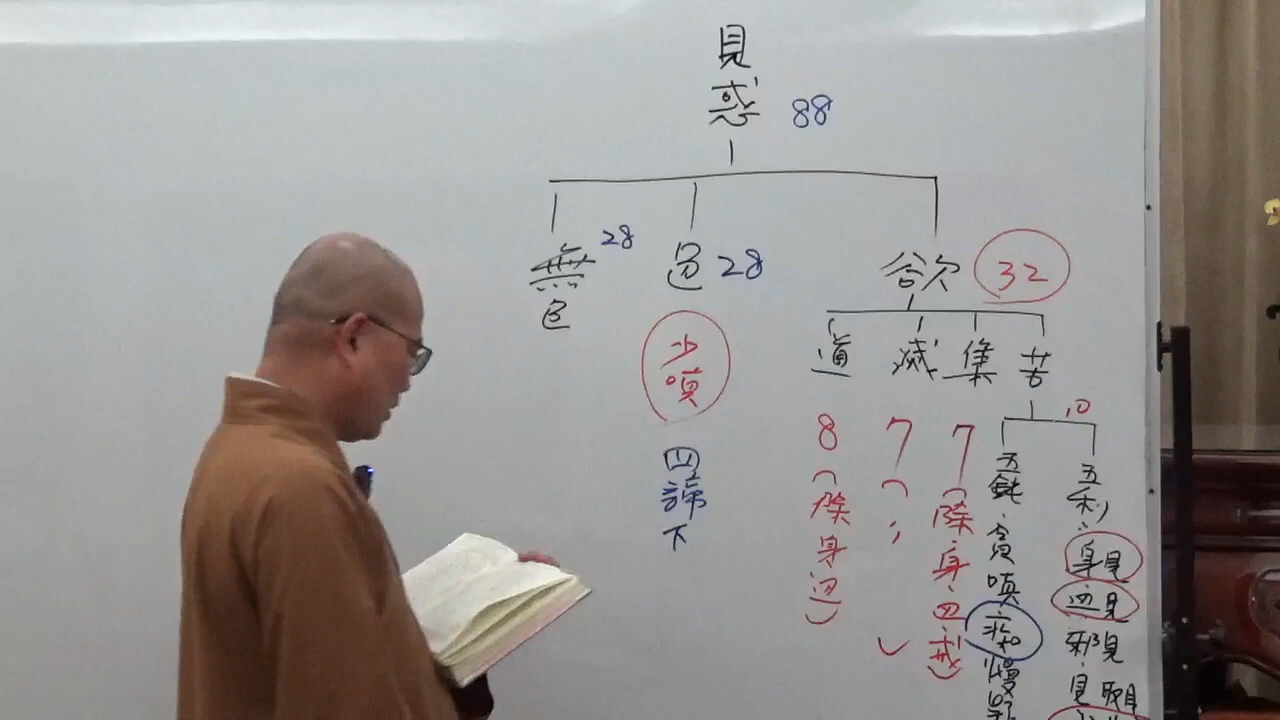 見惑 88
無色 28
色 28
欲 32
少嗔
四諦下
道 滅 集 苦
8(除身邊)
7(〃)
7(除身邊戒)
10
五鈍:貪嗔痴慢疑
五利:
身見
邊見
邪見
見取